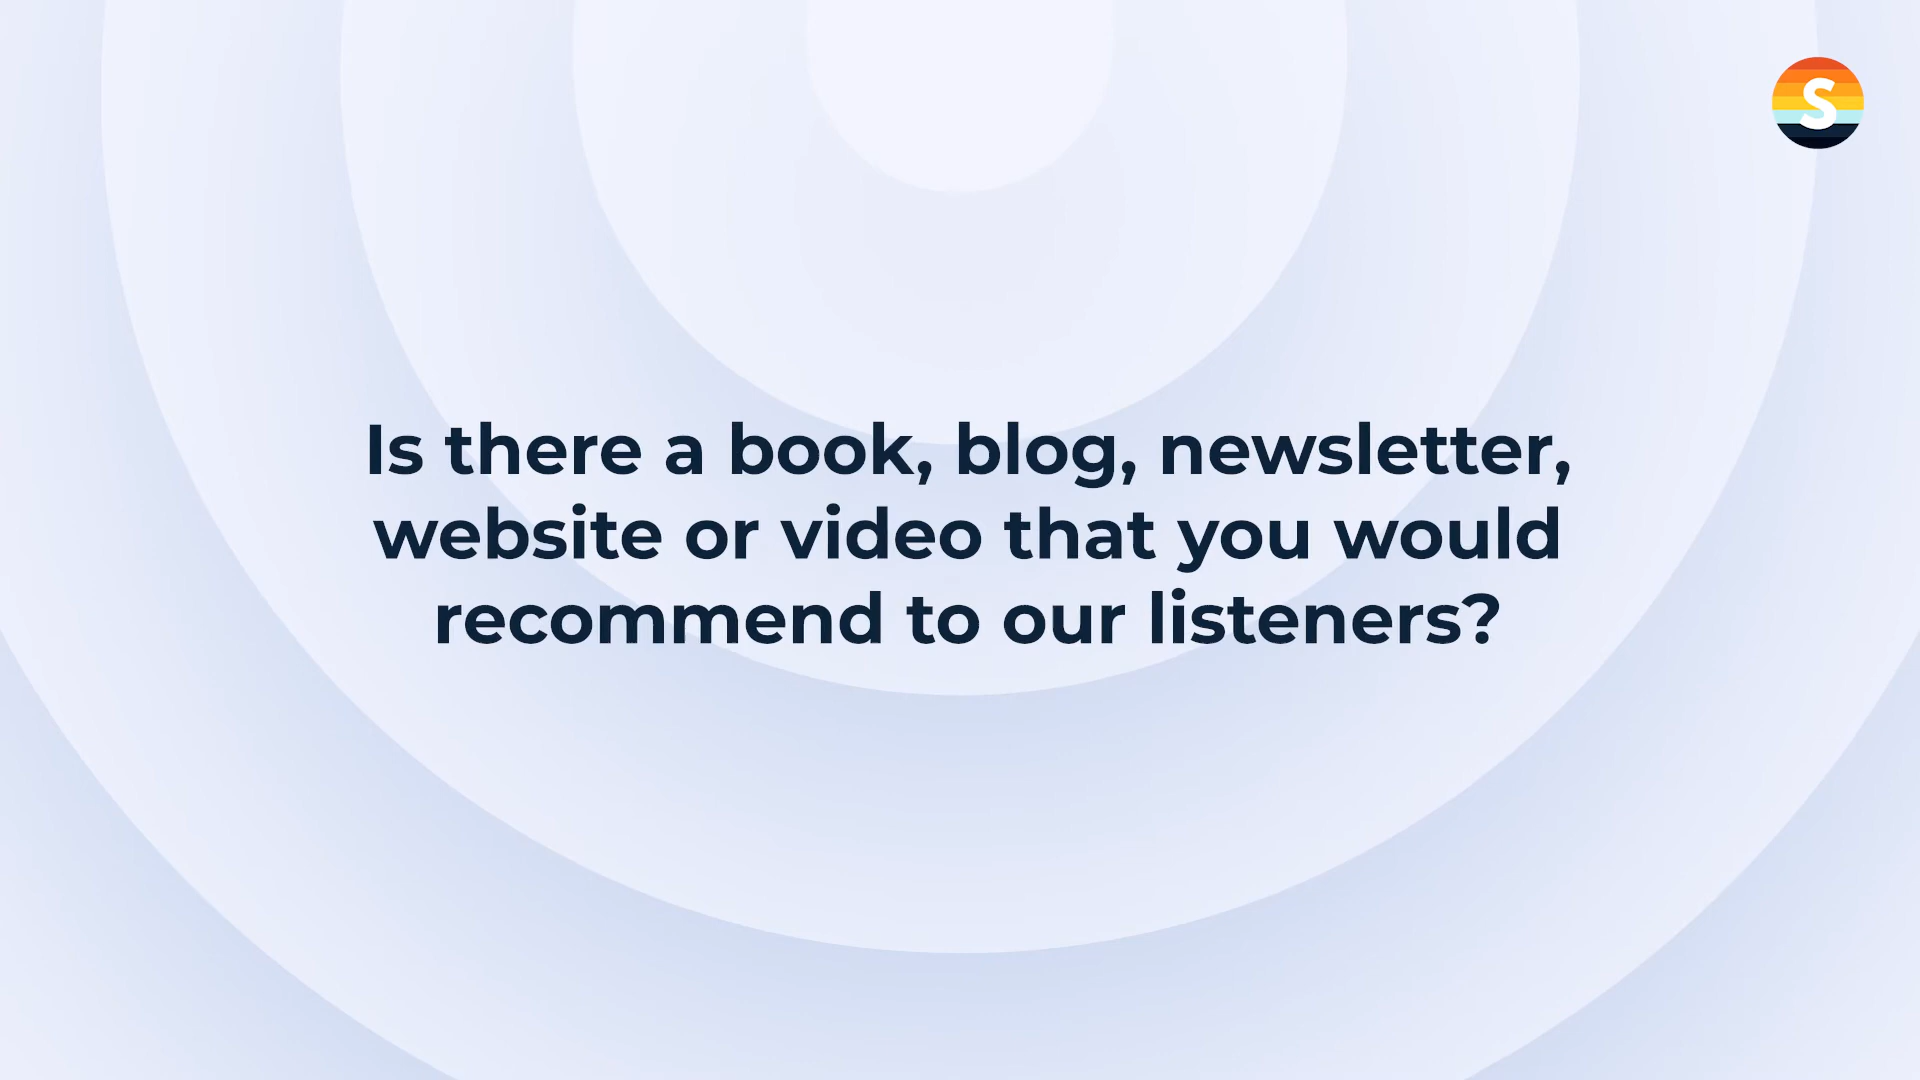 S
Is there a book, blog, newsletter,
website or video that you would
recommend to our listeners?